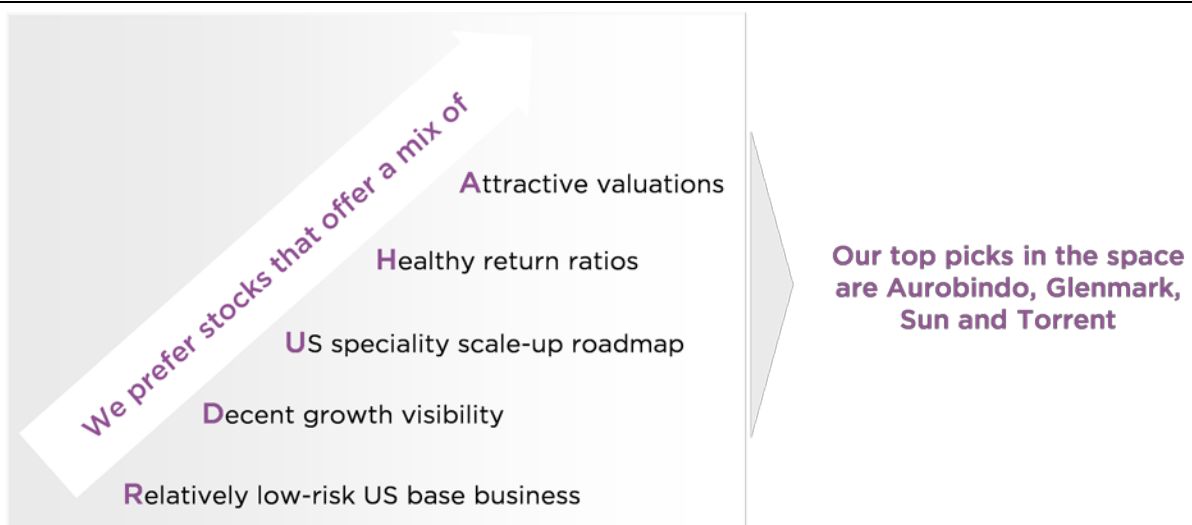 We prefer stocks that offer a mix of
Attractive valuations
Healthy return ratios
US speciality scale-up roadmap
Decent growth visibility
Relatively low-risk US base business
Our top picks in the space
are Aurobindo, Glenmark,
Sun and Torrent